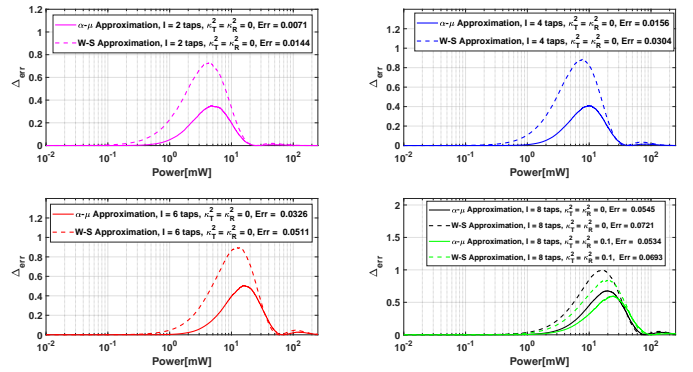 α-μ Approximation, l = 2 taps, κ_T^2 = κ_R^2 = 0, Err = 0.0071
W-S Approximation, l = 2 taps, κ_T^2 = κ_R^2 = 0, Err = 0.0144
1.2
1
0.8
0.6
0.4
0.2
0
Δ_err
10^-2
10^-1
10^0
10^1
10^2
Power[mW]
α-μ Approximation, l = 4 taps, κ_T^2 = κ_R^2 = 0, Err = 0.0156
W-S Approximation, l = 4 taps, κ_T^2 = κ_R^2 = 0, Err = 0.0304
1.2
1
0.8
0.6
0.4
0.2
0
Δ_err
10^-2
10^-1
10^0
10^1
10^2
Power[mW]
α-μ Approximation, l = 6 taps, κ_T^2 = κ_R^2 = 0, Err = 0.0326
W-S Approximation, l = 6 taps, κ_T^2 = κ_R^2 = 0, Err = 0.0511
1.4
1.2
1
0.8
0.6
0.4
0.2
0
Δ_err
10^-2
10^-1
10^0
10^1
10^2
Power[mW]
α-μ Approximation, l = 8 taps, κ_T^2 = κ_R^2 = 0, Err = 0.0545
W-S Approximation, l = 8 taps, κ_T^2 = κ_R^2 = 0, Err = 0.0721
α-μ Approximation, l = 8 taps, κ_T^2 = κ_R^2 = 0.1, Err = 0.0534
W-S Approximation, l = 8 taps, κ_T^2 = κ_R^2 = 0.1, Err = 0.0693
2
1.5
1
0.5
0
Δ_err
10^-2
10^-1
10^0
10^1
10^2
Power[mW]